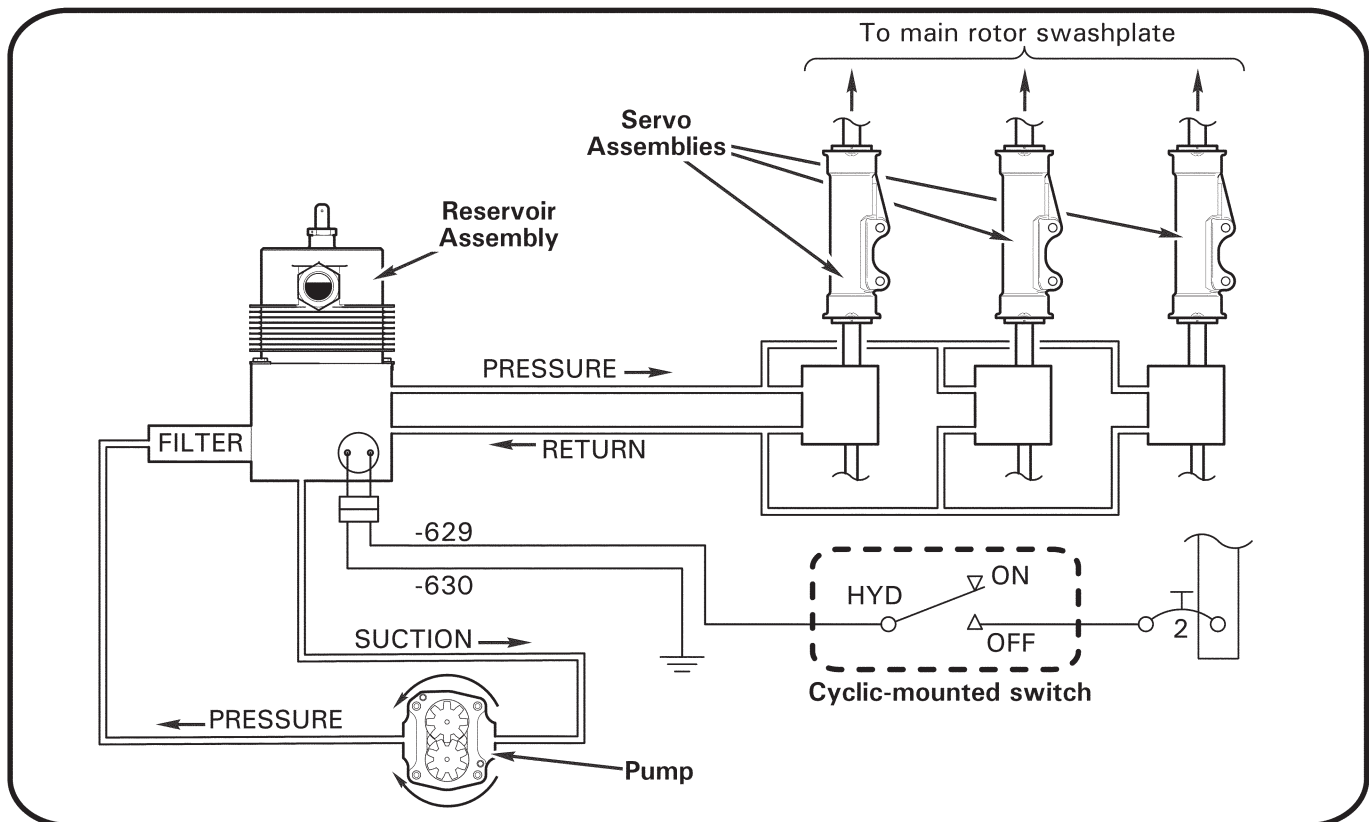 To main rotor swashplate
Servo
Assemblies
Reservoir
Assembly
PRESSURE
FILTER
RETURN
-629
-630
HYD
ON
OFF
2
SUCTION
Cyclic-mounted switch
PRESSURE
Pump